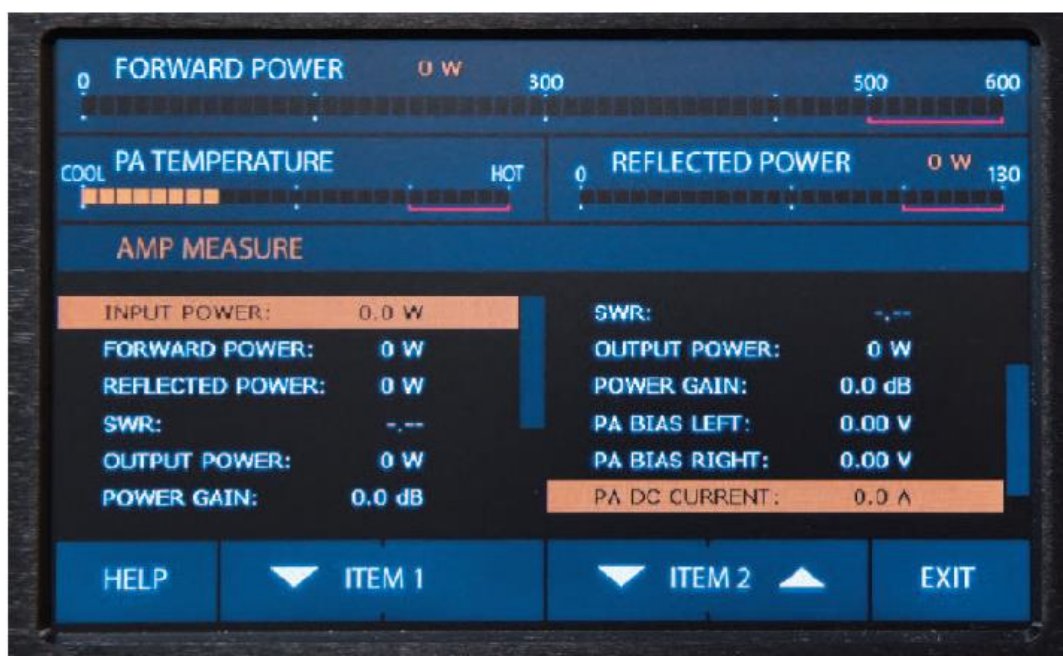 FORWARD POWER 0 W
0 300 500 600
PA TEMPERATURE
COOL HOT
REFLECTED POWER 0 W
0 130
AMP MEASURE
INPUT POWER: 0.0 W
FORWARD POWER: 0 W
REFLECTED POWER: 0 W
SWR: -.--
OUTPUT POWER: 0 W
POWER GAIN: 0.0 dB
SWR: -.--
OUTPUT POWER: 0 W
POWER GAIN: 0.0 dB
PA BIAS LEFT: 0.00 V
PA BIAS RIGHT: 0.00 V
PA DC CURRENT: 0.0 A
HELP
ITEM 1
ITEM 2
EXIT